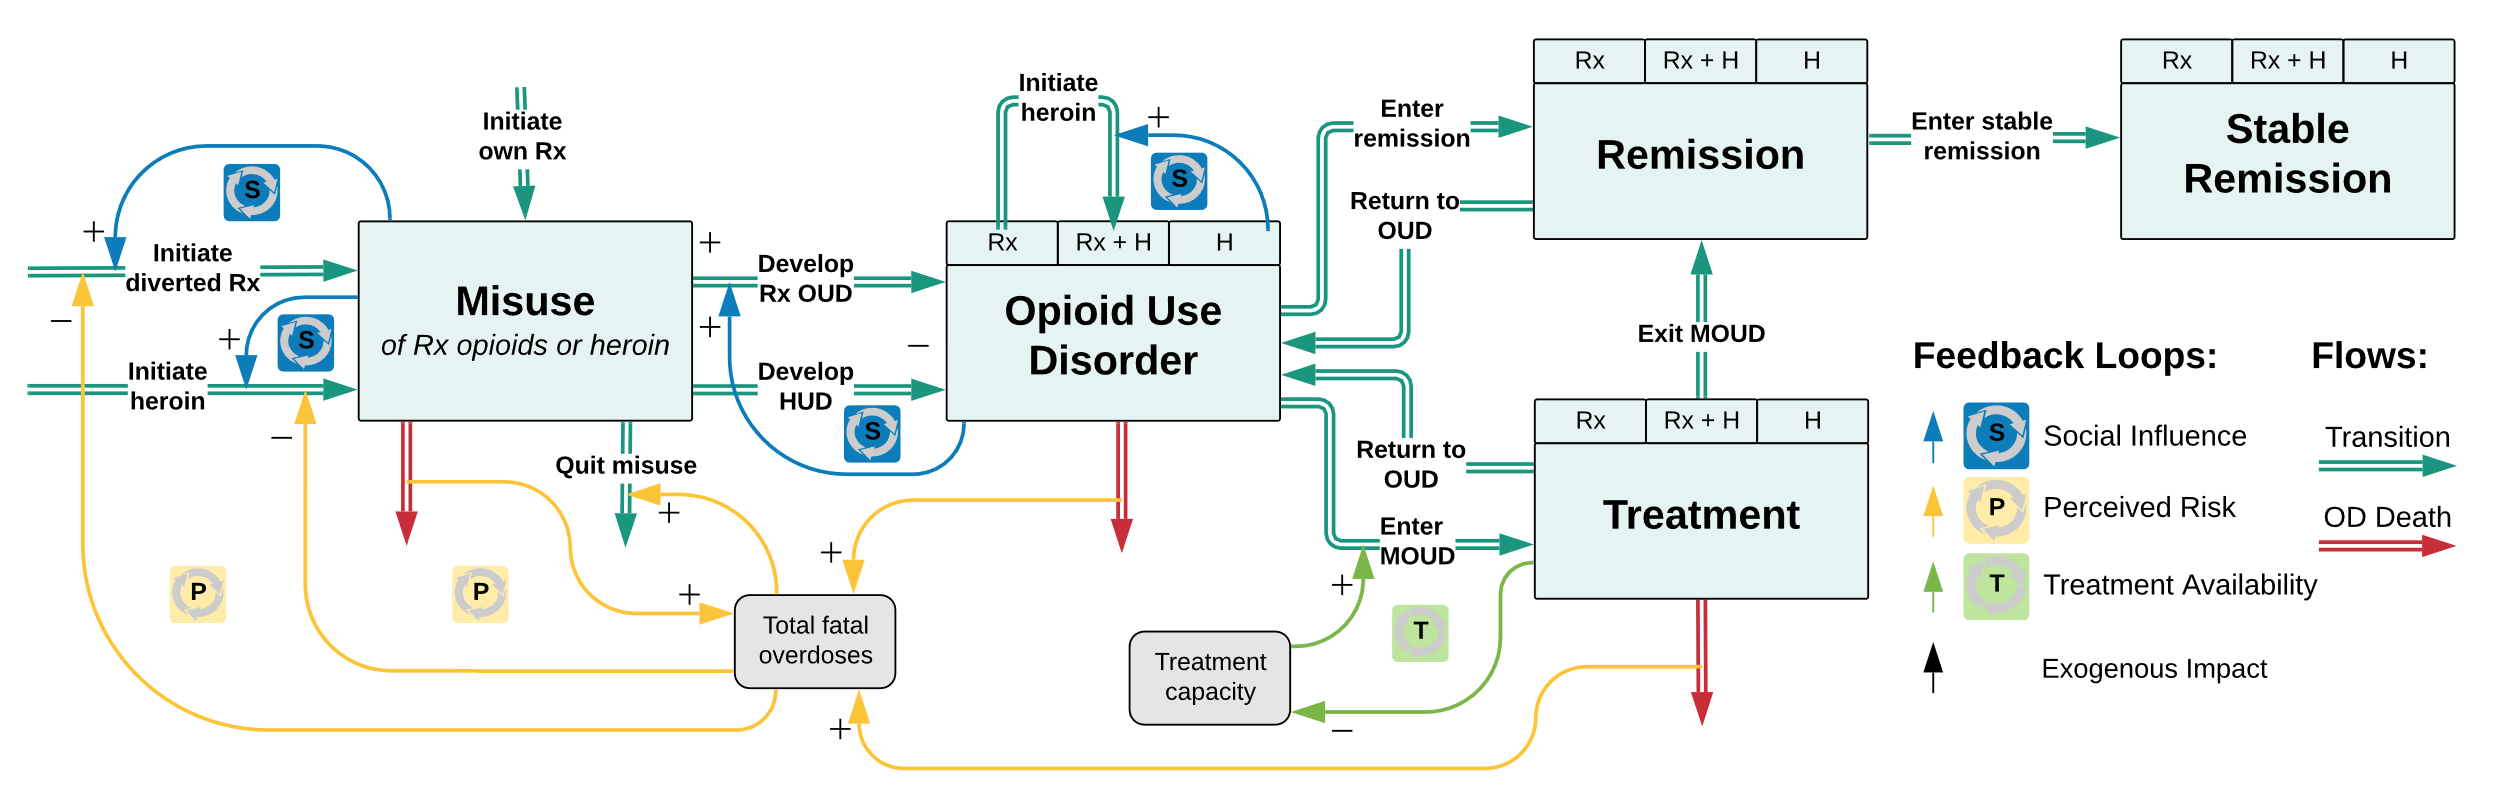 Initiate
own Rx
S
+
Initiate
diverted Rx
–
+
S
Initiate
heroin
–
Misuse
of Rx opioids or heroin
Quit misuse
+
P
P
+
Develop
Rx OUD
+
–
Develop
HUD
S
Initiate
heroin
+
S
Rx
Rx + H
H
Opioid Use
Disorder
+
+
Total fatal
overdoses
+
Enter
remission
Return to
OUD
Return to
OUD
Enter
MOUD
+
T
Treatment
capacity
–
Rx
Rx + H
H
Remission
Exit MOUD
Rx
Rx + H
H
Treatment
Enter stable
remission
Rx
Rx + H
H
Stable
Remission
Feedback Loops:
S
Social Influence
P
Perceived Risk
T
Treatment Availability
Exogenous Impact
Flows:
Transition
OD Death